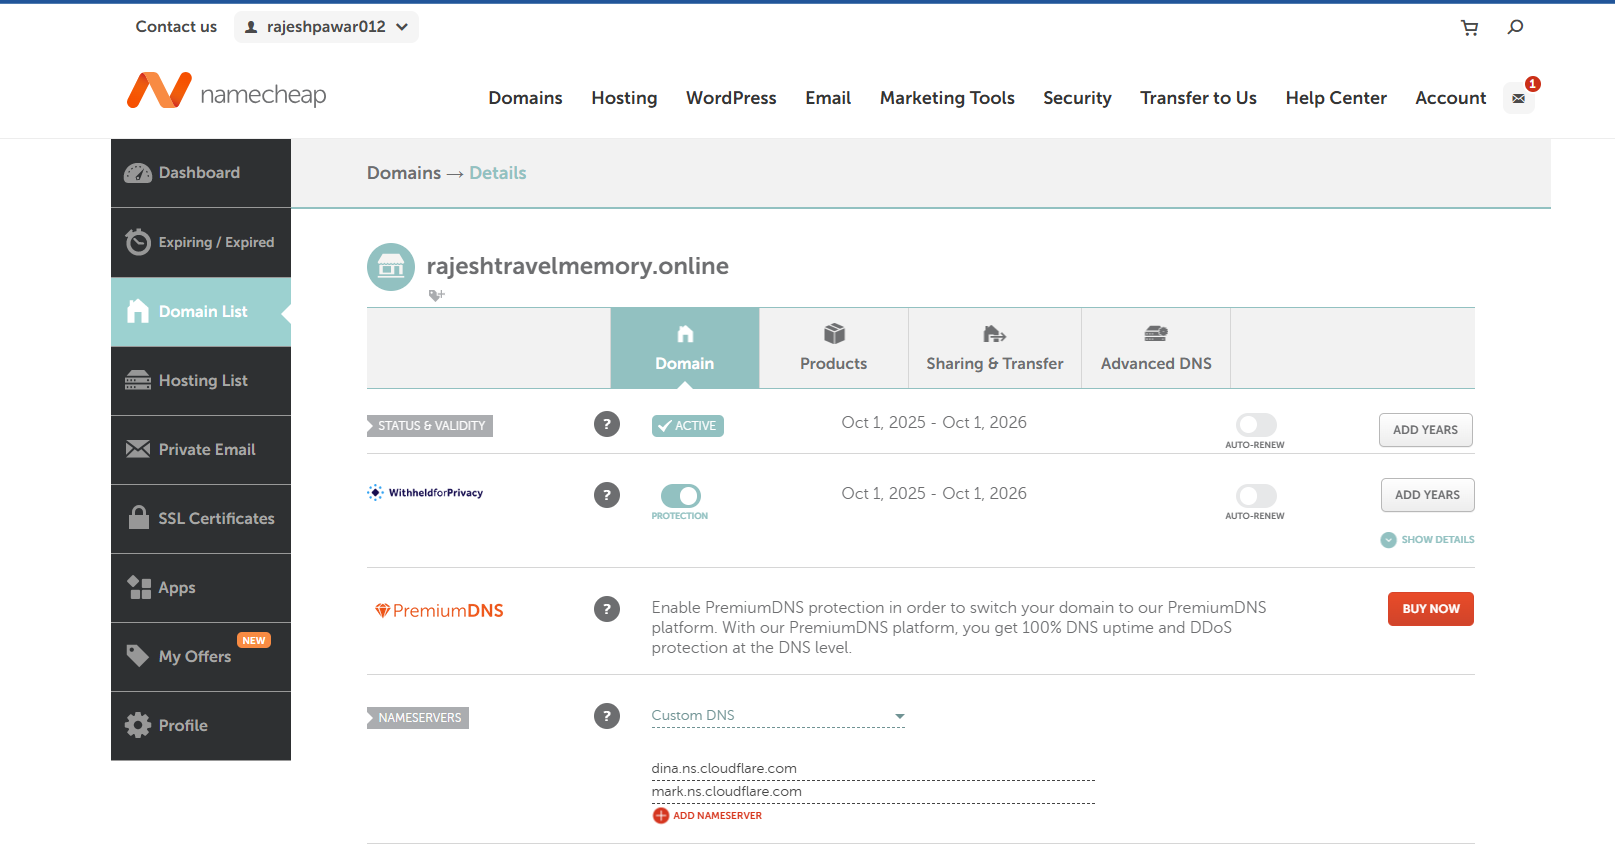 Contact us
rajeshpawar012
namecheap
Domains Hosting WordPress Email Marketing Tools Security Transfer to Us Help Center Account
1
Dashboard
Expiring / Expired
Domain List
Hosting List
Private Email
SSL Certificates
Apps
NEW
My Offers
Profile
Domains → Details
rajeshtravelmemory.online
Domain Products Sharing & Transfer Advanced DNS
STATUS & VALIDITY ? ACTIVE Oct 1, 2025 - Oct 1, 2026 AUTO-RENEW ADD YEARS
WithheldforPrivacy ? PROTECTION Oct 1, 2025 - Oct 1, 2026 AUTO-RENEW ADD YEARS
SHOW DETAILS
PremiumDNS ? Enable PremiumDNS protection in order to switch your domain to our PremiumDNS
platform. With our PremiumDNS platform, you get 100% DNS uptime and DDoS
protection at the DNS level.
BUY NOW
NAMESERVERS ? Custom DNS
dina.ns.cloudflare.com
mark.ns.cloudflare.com
ADD NAMESERVER